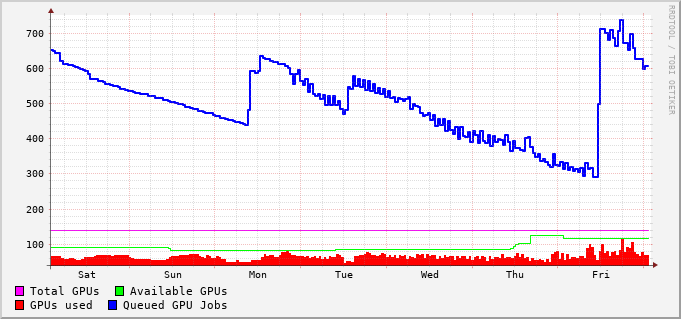 RRDTOOL / TOBI OETIKER
700
600
500
400
300
200
100
Sat Sun Mon Tue Wed Thu Fri
Total GPUs Available GPUs
GPUs used Queued GPU Jobs